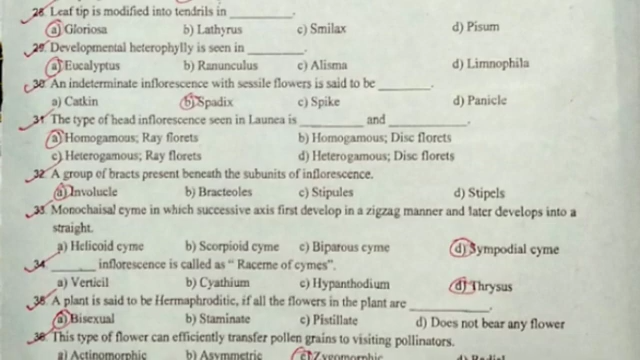 28. Leaf tip is modified into tendrils in ________.
a) Gloriosa b) Lathyrus c) Smilax d) Pisum
29. Developmental heterophylly is seen in ________.
a) Eucalyptus b) Ranunculus c) Alisma d) Limnophila
30. An indeterminate inflorescence with sessile flowers is said to be ________.
a) Catkin b) Spadix c) Spike d) Panicle
31. The type of head inflorescence seen in Launea is ________ and ________.
a) Homogamous; Ray florets b) Homogamous; Disc florets
c) Heterogamous; Ray florets d) Heterogamous; Disc florets
32. A group of bracts present beneath the subunits of inflorescence.
a) Involucle b) Bracteoles c) Stipules d) Stipels
33. Monochaisal cyme in which successive axis first develop in a zigzag manner and later develops into a
straight.
a) Helicoid cyme b) Scorpioid cyme c) Biparous cyme d) Sympodial cyme
34. ________ inflorescence is called as " Raceme of cymes".
a) Verticil b) Cyathium c) Hypanthodium d) Thrysus
35. A plant is said to be Hermaphroditic, if all the flowers in the plant are ________.
a) Bisexual b) Staminate c) Pistillate d) Does not bear any flower
36. This type of flower can efficiently transfer pollen grains to visiting pollinators.
a) Actinomorphic b) Asymmetric c) Zygomorphic d) Radial